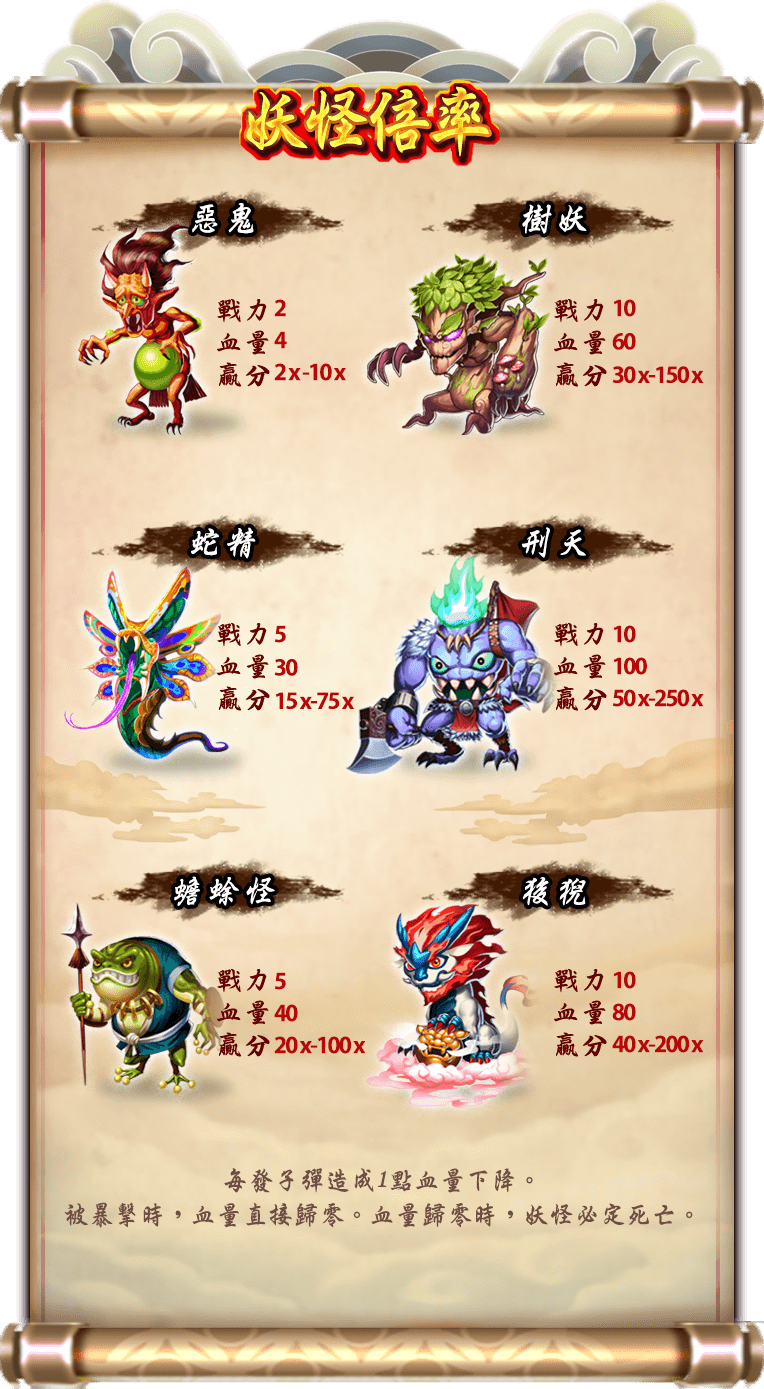 妖怪倍率
惡鬼
戰力 2
血量 4
贏分 2x-10x
樹妖
戰力 10
血量 60
贏分 30x-150x
蛇精
戰力 5
血量 30
贏分 15x-75x
刑天
戰力 10
血量 100
贏分 50x-250x
蟾蜍怪
戰力 5
血量 40
贏分 20x-100x
狻猊
戰力 10
血量 80
贏分 40x-200x
每發子彈造成1點血量下降。
被暴擊時，血量直接歸零。血量歸零時，妖怪必定死亡。